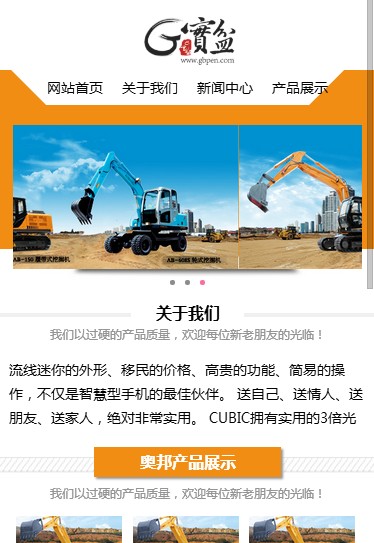 G寶盆
www.gbpen.com
网站首页 关于我们 新闻中心 产品展示
AB-150 履带式挖掘机 AB-608S 轮式挖掘机
关于我们
我们以过硬的产品质量，欢迎每位新老朋友的光临！
流线迷你的外形、移民的价格、高贵的功能、简易的操
作，不仅是智慧型手机的最佳伙伴。 送自己、送情人、送
朋友、送家人，绝对非常实用。 CUBIC拥有实用的3倍光
奥邦产品展示
我们以过硬的产品质量，欢迎每位新老朋友的光临！